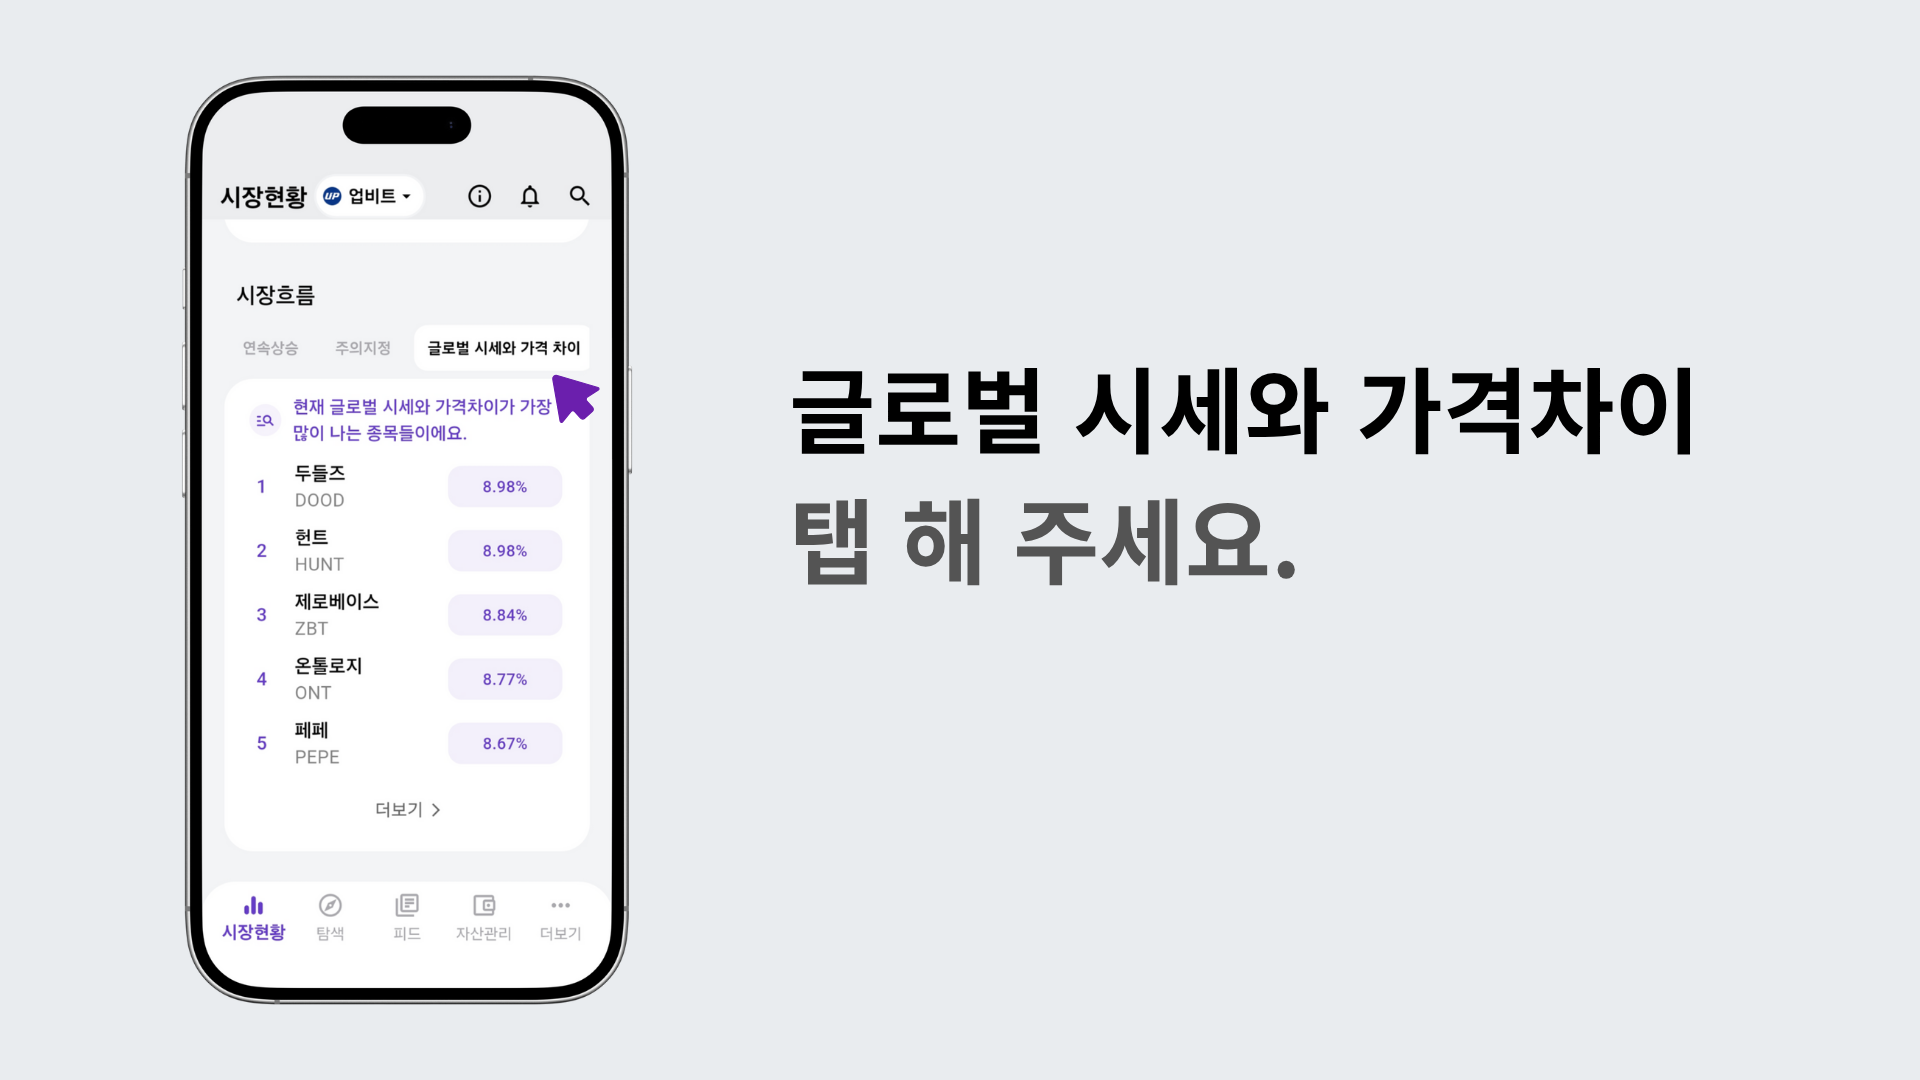 시장현황 UP 업비트
시장흐름
연속상승 주의지정 글로벌 시세와 가격 차이
현재 글로벌 시세와 가격차이가 가장
많이 나는 종목들이에요.
1 두들즈 8.98%
DOOD
2 헌트 8.98%
HUNT
3 제로베이스 8.84%
ZBT
4 온톨로지 8.77%
ONT
5 페페 8.67%
PEPE
더보기
시장현황 탐색 피드 자산관리 더보기
글로벌 시세와 가격차이
탭 해 주세요.